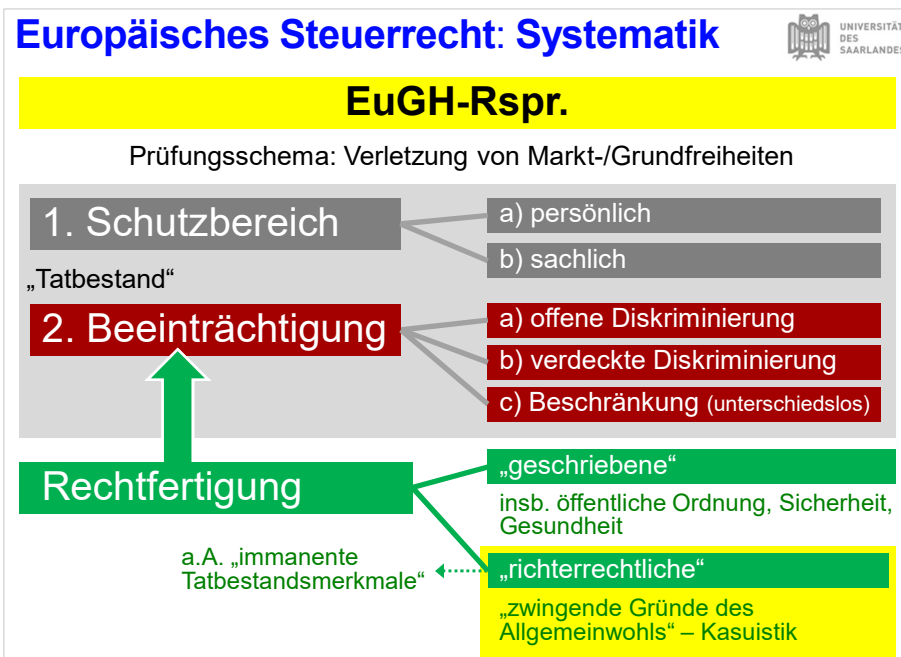 Europäisches Steuerrecht: Systematik
UNIVERSITÄT
DES
SAARLANDES
EuGH-Rspr.
Prüfungsschema: Verletzung von Markt-/Grundfreiheiten
1. Schutzbereich
a) persönlich
b) sachlich
„Tatbestand“
2. Beeinträchtigung
a) offene Diskriminierung
b) verdeckte Diskriminierung
c) Beschränkung (unterschiedslos)
Rechtfertigung
„geschriebene“
insb. öffentliche Ordnung, Sicherheit,
Gesundheit
a.A. „immanente
Tatbestandsmerkmale“
„richterrechtliche“
„zwingende Gründe des
Allgemeinwohls“ – Kasuistik